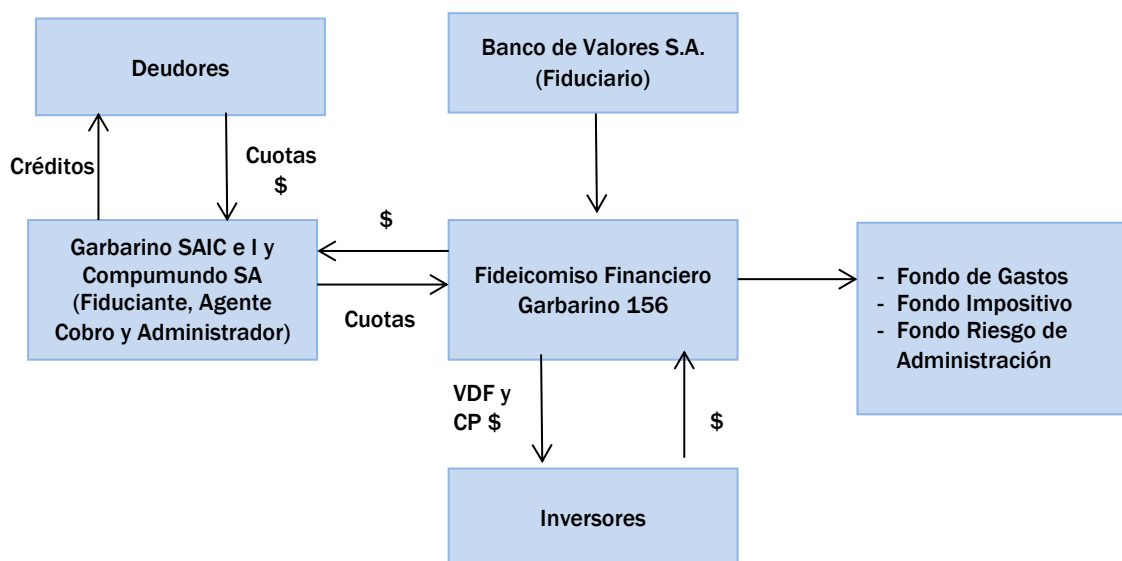 Deudores
Banco de Valores S.A.
(Fiduciario)
Créditos
Cuotas
$
$
Garbarino SAIC e I y
Compumundo SA
(Fiduciante, Agente
Cobro y Administrador)
Cuotas
Fideicomiso Financiero
Garbarino 156
- Fondo de Gastos
- Fondo Impositivo
- Fondo Riesgo de
Administración
VDF y
CP $
$
Inversores